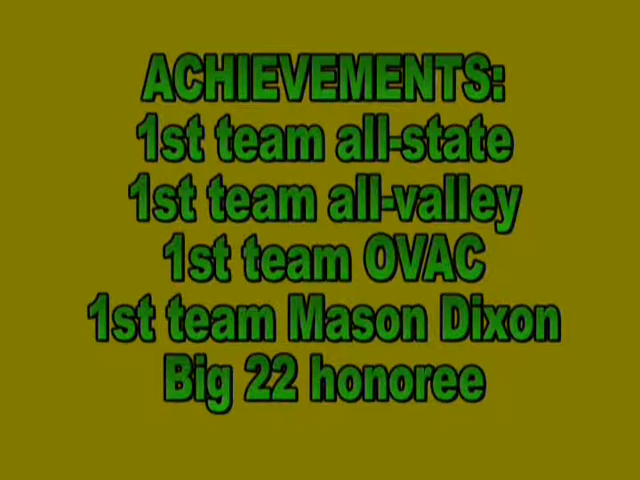 ACHIEVEMENTS:
1st team all-state
1st team all-valley
1st team OVAC
1st team Mason Dixon
Big 22 honoree